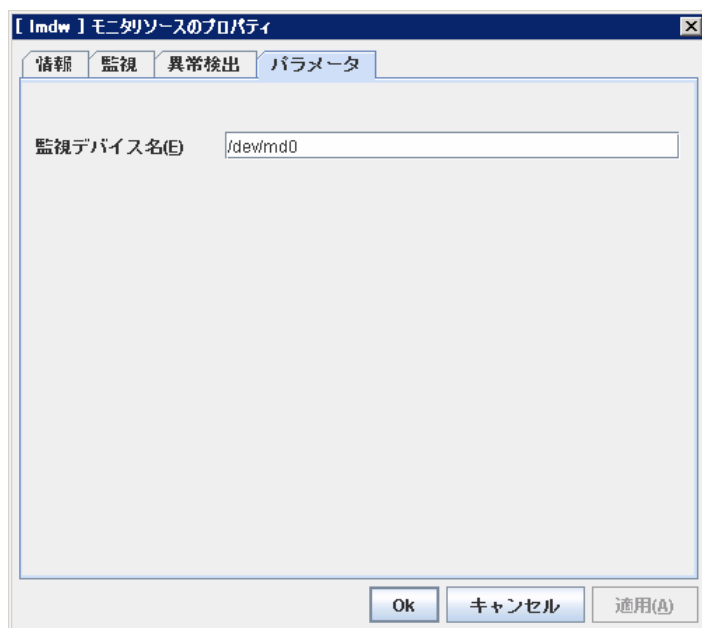 [ lmdw ] モニタリソースのプロパティ
情報 監視 異常検出 パラメータ
監視デバイス名(E) /dev/md0
Ok キャンセル 適用(A)